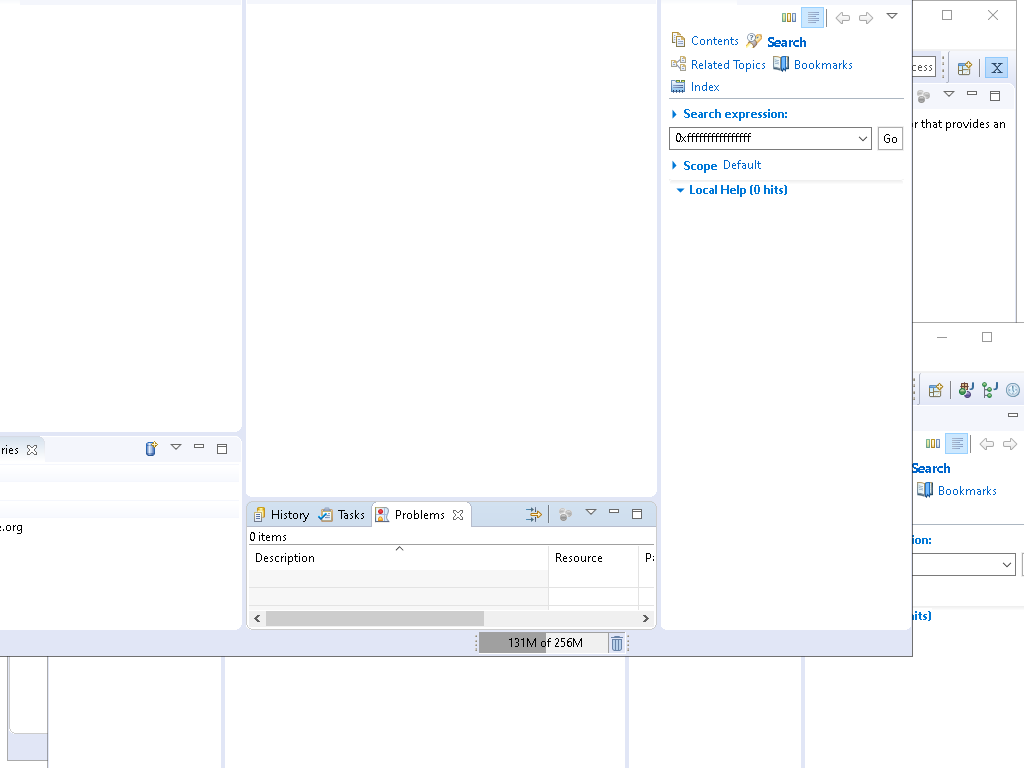 Contents Search
Related Topics Bookmarks
Index
Search expression:
0xffffffffffffffff Go
Scope Default
Local Help (0 hits)
cess X
r that provides an
ries
e.org
History Tasks Problems
0 items
Description Resource
131M of 256M
Search
Bookmarks
ion:
its)